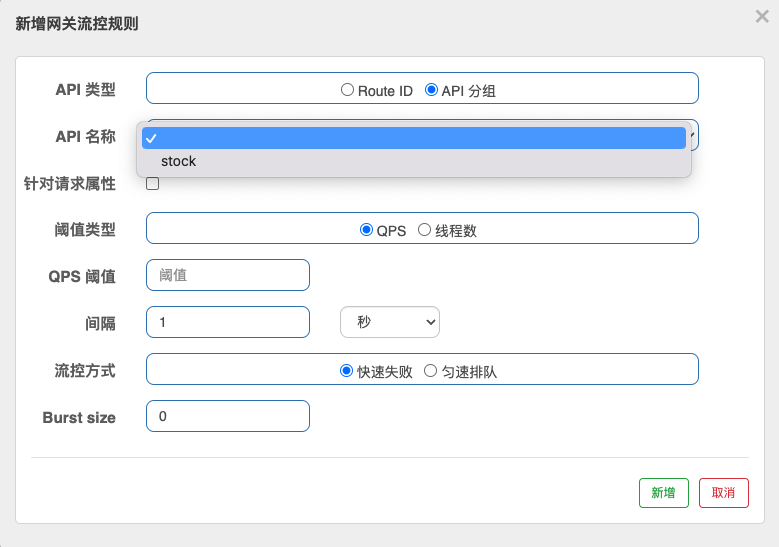 新增网关流控规则
API 类型 Route ID API 分组
API 名称
stock
针对请求属性
阈值类型 QPS 线程数
QPS 阈值 阈值
间隔 1 秒
流控方式 快速失败 匀速排队
Burst size 0
新增 取消